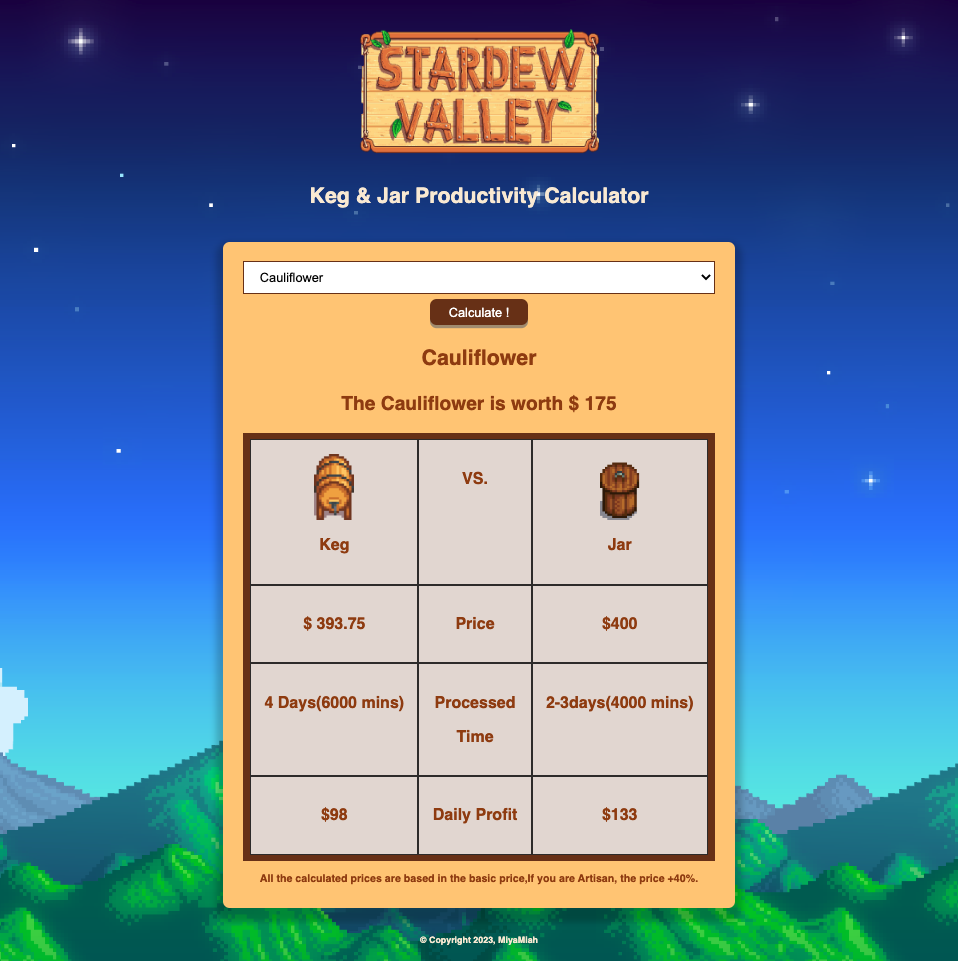 STARDEW
VALLEY
Keg & Jar Productivity Calculator
Cauliflower
Calculate !
Cauliflower
The Cauliflower is worth $ 175
VS.
Keg
Jar
$ 393.75
Price
$400
4 Days(6000 mins)
Processed
Time
2-3days(4000 mins)
$98
Daily Profit
$133
All the calculated prices are based in the basic price,If you are Artisan, the price +40%.
© Copyright 2023, MiyaMiah